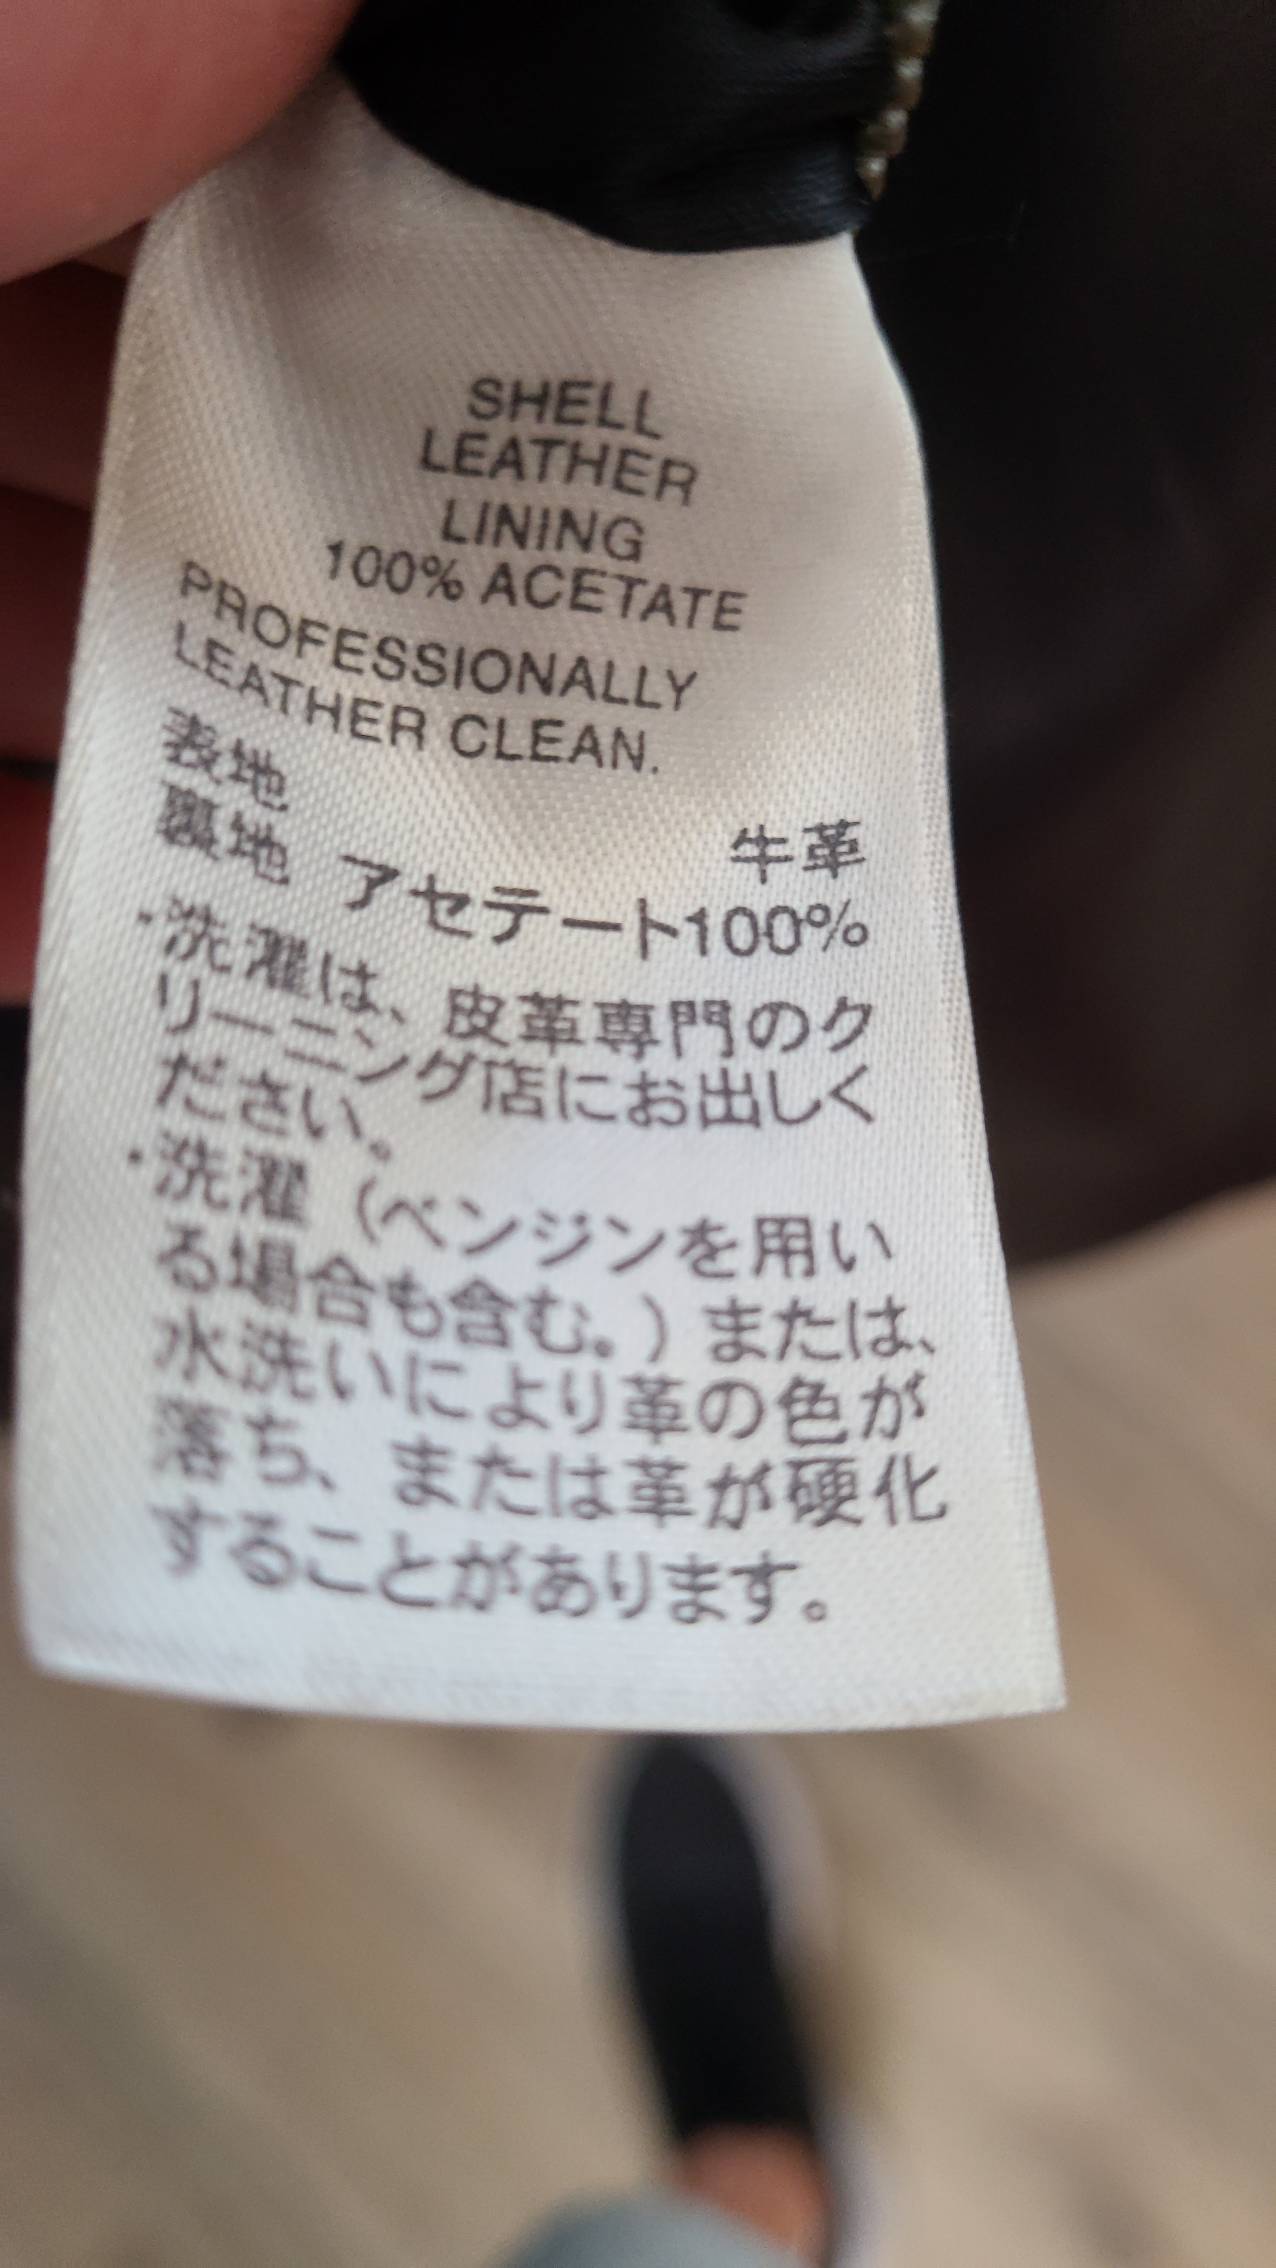 SHELL
LEATHER
LINING
100% ACETATE
PROFESSIONALLY
LEATHER CLEAN.
表地 牛革
裏地 アセテート100%
・洗濯は、皮革専門のク
リーニング店にお出しく
ださい。
・洗濯（ベンジンを用い
る場合も含む。）または、
水洗いにより革の色が
落ち、または革が硬化
することがあります。